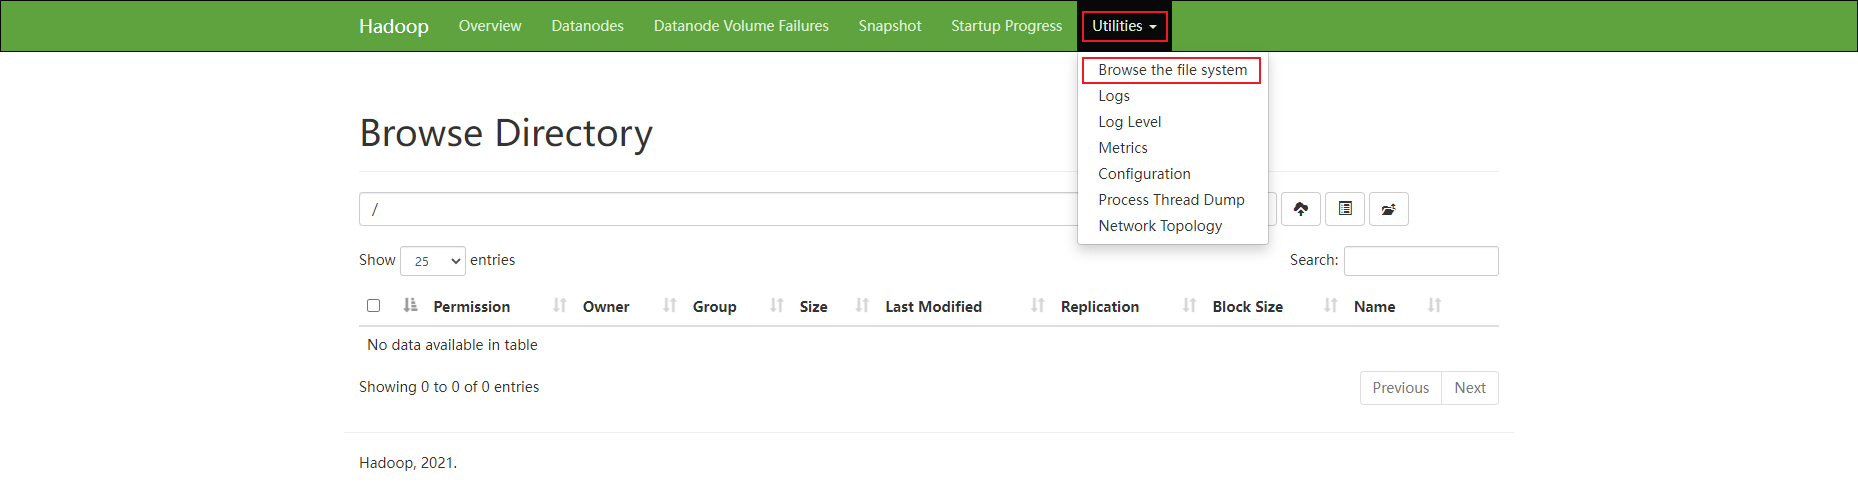 Hadoop Overview Datanodes Datanode Volume Failures Snapshot Startup Progress Utilities
Browse the file system
Logs
Log Level
Metrics
Configuration
Process Thread Dump
Network Topology
Browse Directory
/
Show 25 entries Search:
Permission Owner Group Size Last Modified Replication Block Size Name
No data available in table
Showing 0 to 0 of 0 entries Previous Next
Hadoop, 2021.